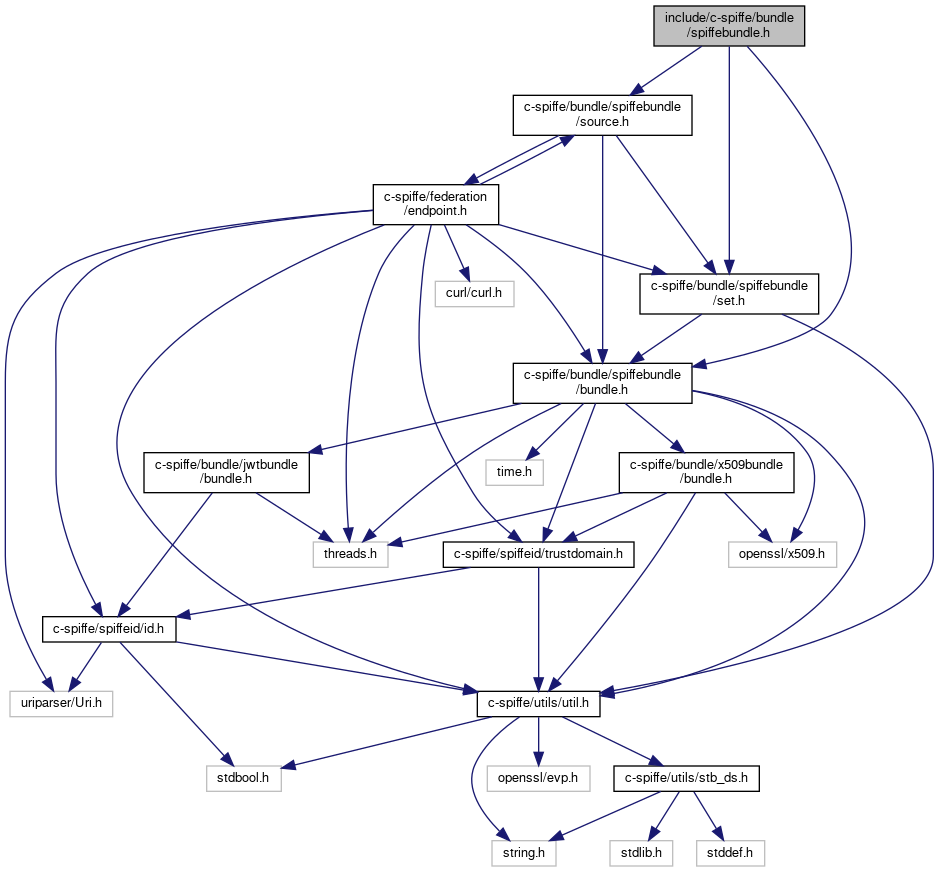 include/c-spiffe/bundle
/spiffebundle.h
c-spiffe/bundle/spiffebundle
/source.h
c-spiffe/federation
/endpoint.h
curl/curl.h
c-spiffe/bundle/spiffebundle
/set.h
c-spiffe/bundle/spiffebundle
/bundle.h
c-spiffe/bundle/jwtbundle
/bundle.h
time.h
c-spiffe/bundle/x509bundle
/bundle.h
threads.h
c-spiffe/spiffeid/trustdomain.h
openssl/x509.h
c-spiffe/spiffeid/id.h
uriparser/Uri.h
c-spiffe/utils/util.h
stdbool.h
openssl/evp.h
c-spiffe/utils/stb_ds.h
string.h
stdlib.h
stddef.h